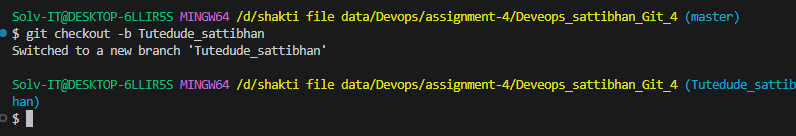 Solv-IT@DESKTOP-6LLIR5S MINGW64 /d/shakti file data/Devops/assignment-4/Deveops_sattibhan_Git_4 (master)
$ git checkout -b Tutedude_sattibhan
Switched to a new branch 'Tutedude_sattibhan'
Solv-IT@DESKTOP-6LLIR5S MINGW64 /d/shakti file data/Devops/assignment-4/Deveops_sattibhan_Git_4 (Tutedude_sattib
han)
$